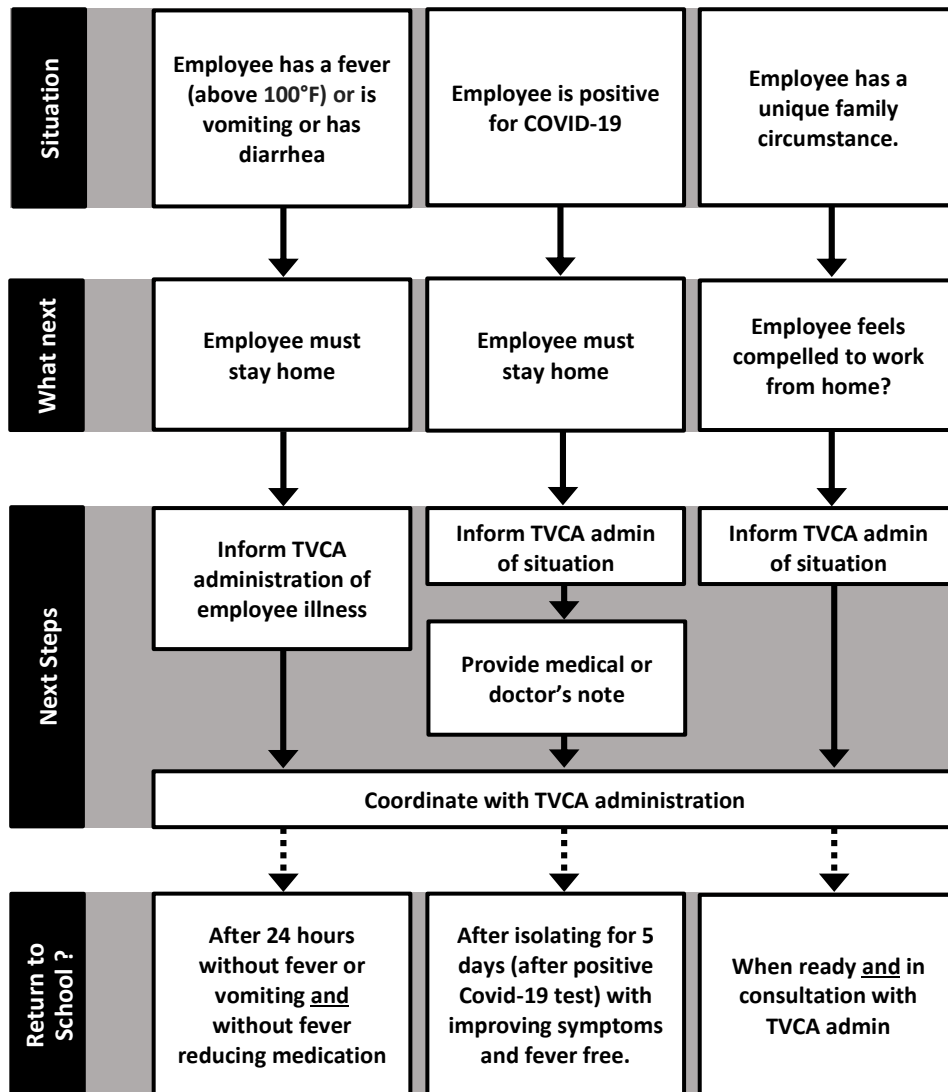 Situation
Employee has a fever
(above 100°F) or is
vomiting or has
diarrhea
Employee is positive
for COVID-19
Employee has a
unique family
circumstance.
What next
Employee must
stay home
Employee must
stay home
Employee feels
compelled to work
from home?
Next Steps
Inform TVCA
administration of
employee illness
Inform TVCA admin
of situation
Provide medical or
doctor’s note
Inform TVCA admin
of situation
Coordinate with TVCA administration
Return to
School ?
After 24 hours
without fever or
vomiting and
without fever
reducing medication
After isolating for 5
days (after positive
Covid-19 test) with
improving symptoms
and fever free.
When ready and in
consultation with
TVCA admin